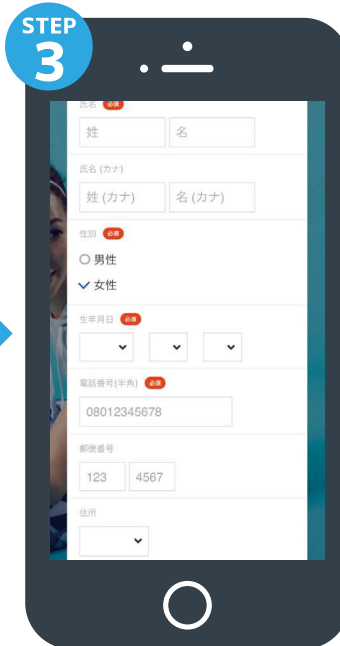 STEP
3
氏名 必須
姓 名
氏名 (カナ)
姓 (カナ) 名 (カナ)
性別 必須
男性
女性
生年月日 必須
電話番号(半角) 必須
08012345678
郵便番号
123 4567
住所